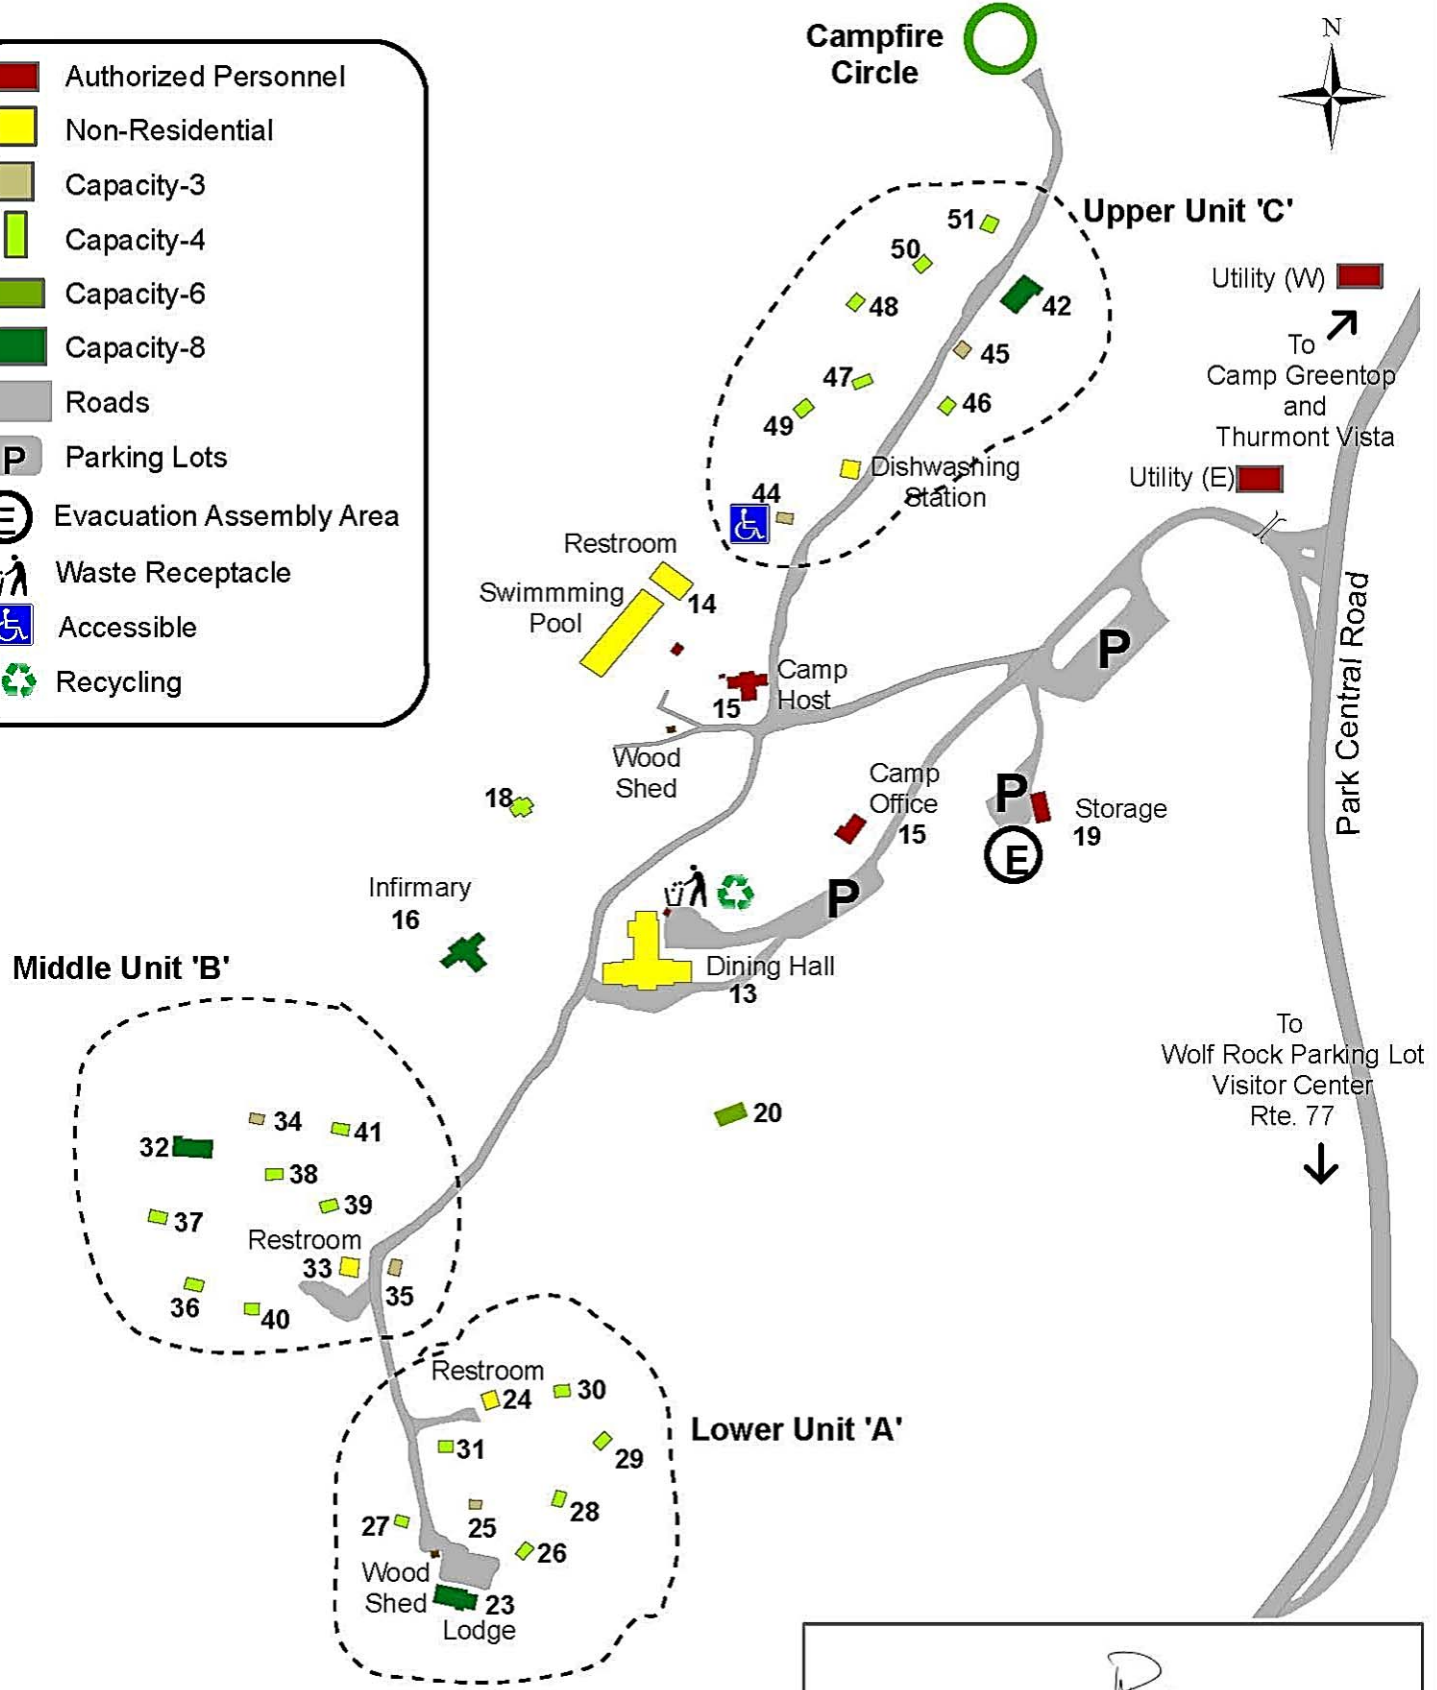 Campfire
Circle
N
Authorized Personnel
Non-Residential
Capacity-3
Capacity-4
Capacity-6
Capacity-8
Roads
P
Parking Lots
E
Evacuation Assembly Area
Waste Receptacle
Accessible
Recycling
Upper Unit 'C'
51
50
48
42
45
47
46
49
Dishwashing
Station
44
Utility (W)
To
Camp Greentop
and
Thurmont Vista
Utility (E)
Restroom
14
Swimmming
Pool
P
Park Central Road
Camp
Host
15
Wood
Shed
18
Camp
Office
15
P
Storage
19
E
Infirmary
16
P
Dining Hall
13
Middle Unit 'B'
To
Wolf Rock Parking Lot
Visitor Center
Rte. 77
20
34
41
32
38
39
37
Restroom
33
35
36
40
Restroom
24
30
Lower Unit 'A'
31
29
28
27
25
26
Wood
Shed
23
Lodge